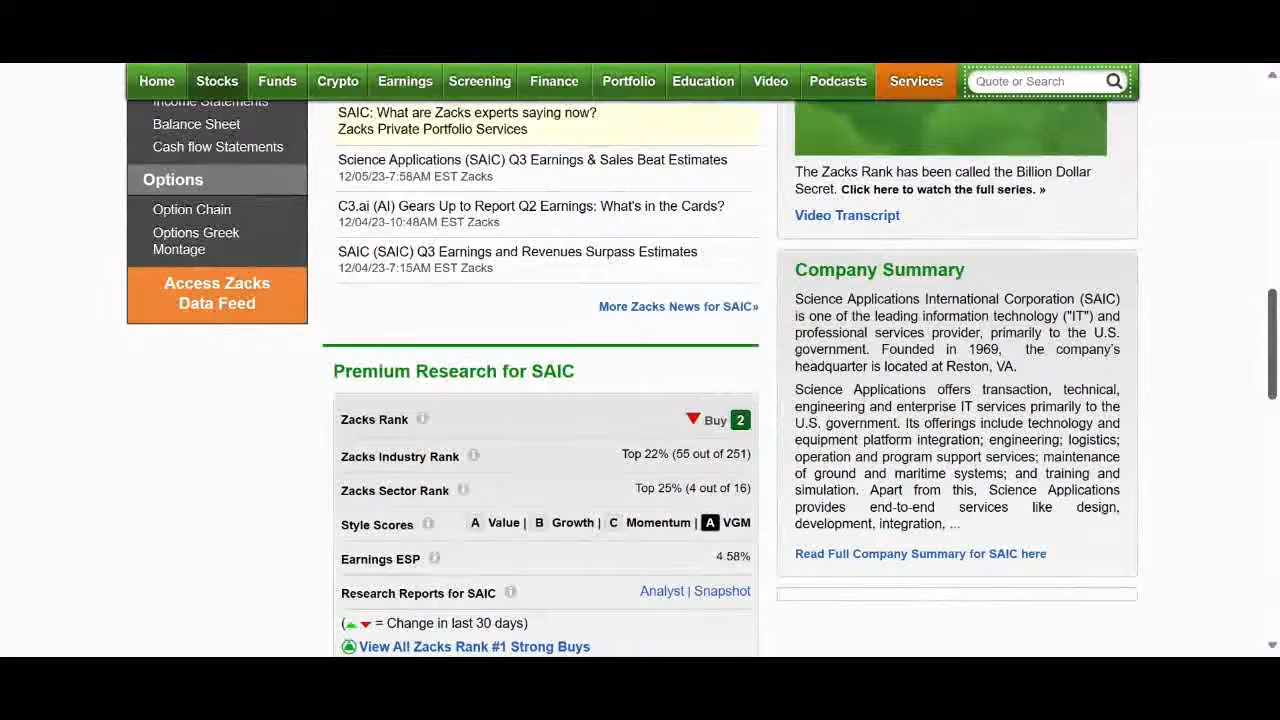 Home Stocks Funds Crypto Earnings Screening Finance Portfolio Education Video Podcasts Services Quote or Search
Income Statements
Balance Sheet
Cash flow Statements
Options
Option Chain
Options Greek
Montage
Access Zacks
Data Feed
SAIC: What are Zacks experts saying now?
Zacks Private Portfolio Services
Science Applications (SAIC) Q3 Earnings & Sales Beat Estimates
12/05/23-7:58AM EST Zacks
C3.ai (AI) Gears Up to Report Q2 Earnings: What's in the Cards?
12/04/23-10:48AM EST Zacks
SAIC (SAIC) Q3 Earnings and Revenues Surpass Estimates
12/04/23-7:15AM EST Zacks
More Zacks News for SAIC»
Premium Research for SAIC
Zacks Rank Buy 2
Zacks Industry Rank Top 22% (55 out of 251)
Zacks Sector Rank Top 25% (4 out of 16)
Style Scores A Value | B Growth | C Momentum | A VGM
Earnings ESP 4.58%
Research Reports for SAIC Analyst | Snapshot
( = Change in last 30 days)
View All Zacks Rank #1 Strong Buys
The Zacks Rank has been called the Billion Dollar
Secret. Click here to watch the full series. »
Video Transcript
Company Summary
Science Applications International Corporation (SAIC)
is one of the leading information technology ("IT") and
professional services provider, primarily to the U.S.
government. Founded in 1969, the company's
headquarter is located at Reston, VA.
Science Applications offers transaction, technical,
engineering and enterprise IT services primarily to the
U.S. government. Its offerings include technology and
equipment platform integration; engineering; logistics;
operation and program support services; maintenance
of ground and maritime systems; and training and
simulation. Apart from this, Science Applications
provides end-to-end services like design,
development, integration, ...
Read Full Company Summary for SAIC here